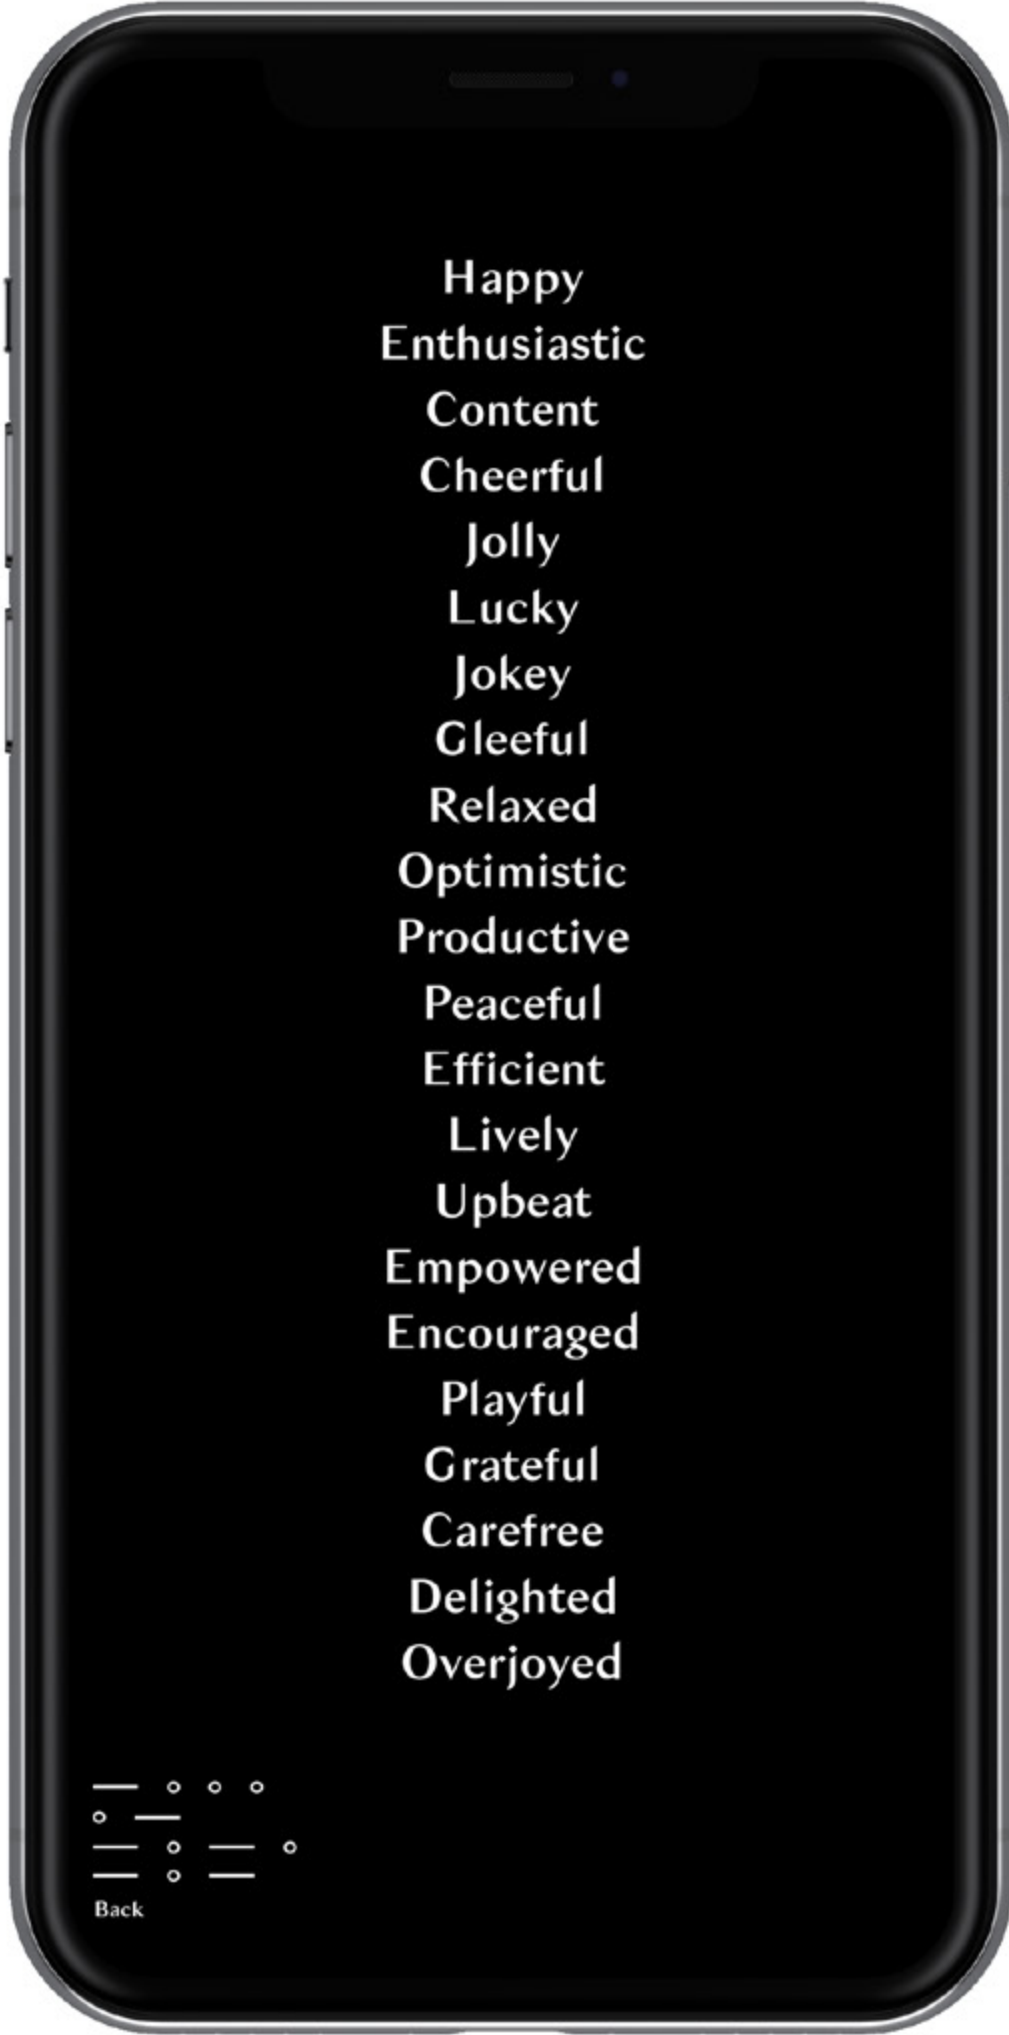 Happy
Enthusiastic
Content
Cheerful
Jolly
Lucky
Jokey
Gleeful
Relaxed
Optimistic
Productive
Peaceful
Efficient
Lively
Upbeat
Empowered
Encouraged
Playful
Grateful
Carefree
Delighted
Overjoyed
Back